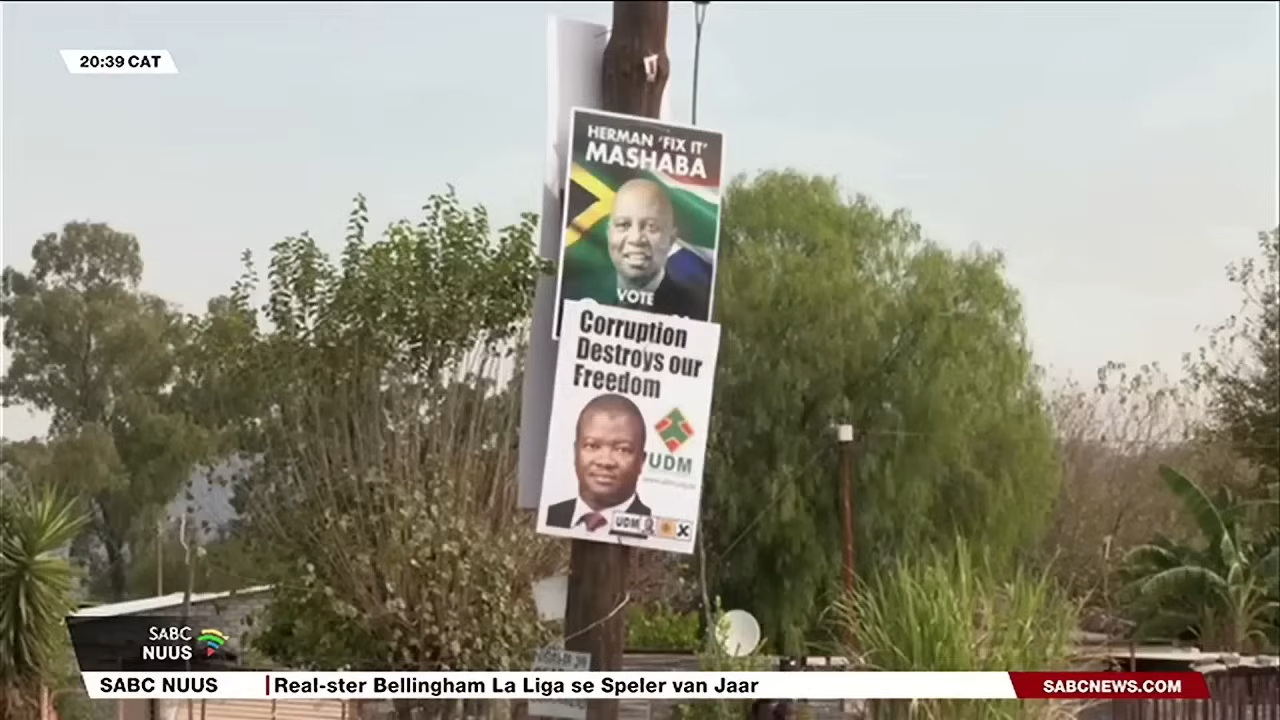 20:39 CAT
HERMAN 'FIX IT'
MASHABA
VOTE
Corruption
Destroys our
Freedom
UDM
UDM
SABC
NUUS
SABC NUUS
Real-ster Bellingham La Liga se Speler van Jaar
SABCNEWS.COM